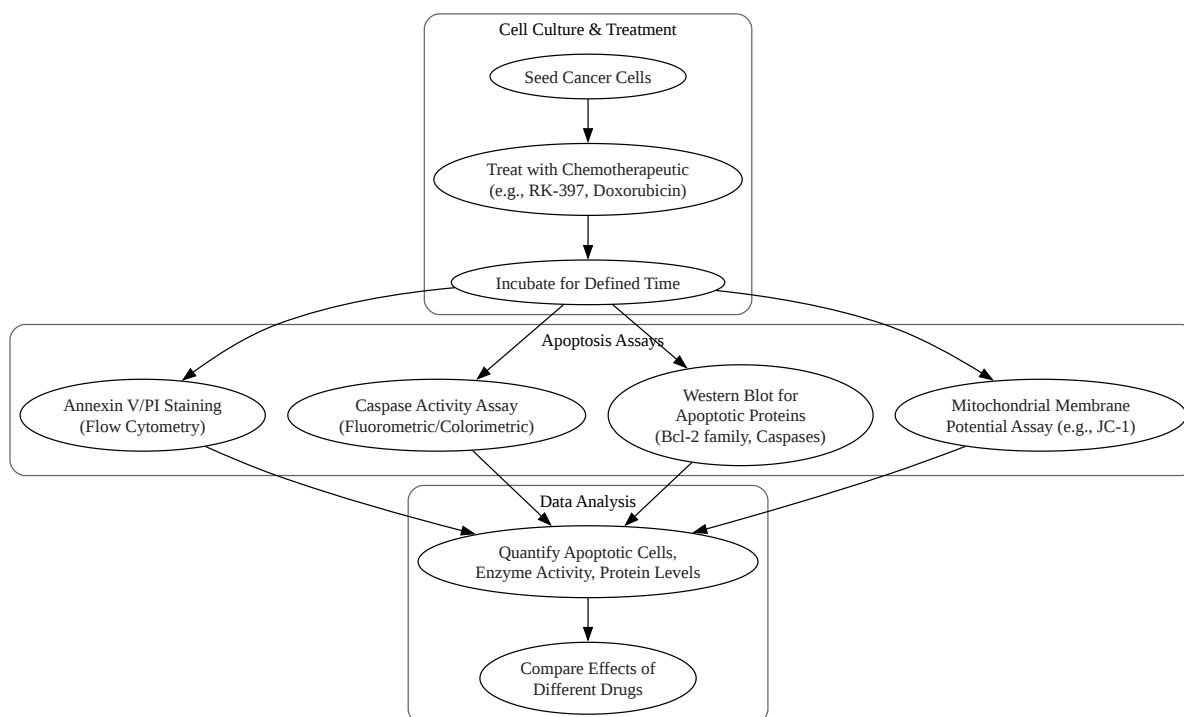 Cell Culture & Treatment
Seed Cancer Cells
Treat with Chemotherapeutic
(e.g., RK-397, Doxorubicin)
Incubate for Defined Time
Apoptosis Assays
Annexin V/PI Staining
(Flow Cytometry)
Caspase Activity Assay
(Fluorometric/Colorimetric)
Western Blot for
Apoptotic Proteins
(Bcl-2 family, Caspases)
Mitochondrial Membrane
Potential Assay (e.g., JC-1)
Data Analysis
Quantify Apoptotic Cells,
Enzyme Activity, Protein Levels
Compare Effects of
Different Drugs